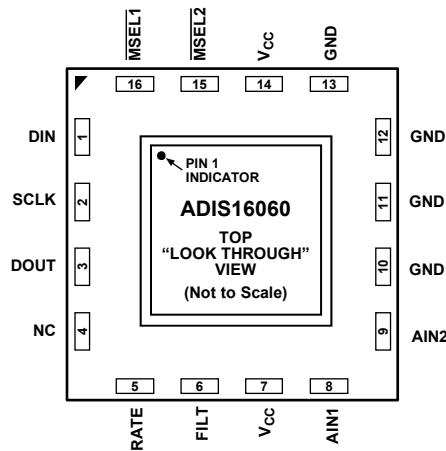 MSEL1
MSEL2
VCC
GND
16
15
14
13
DIN
1
12
GND
PIN 1
INDICATOR
SCLK
2
ADIS16060
11
GND
TOP
“LOOK THROUGH”
VIEW
DOUT
3
10
GND
(Not to Scale)
NC
4
9
AIN2
5
6
7
8
RATE
FILT
VCC
AIN1